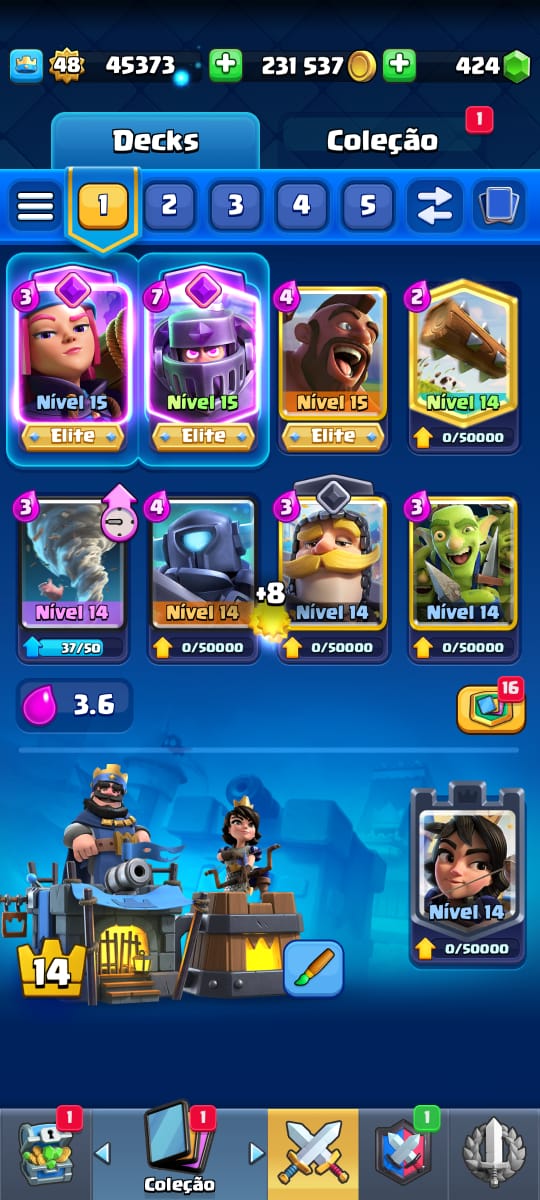 48 45373 231 537 424
Decks Coleção 1
1 2 3 4 5
3 7 4 2
Nível 15 Nível 15 Nível 15 Nível 14
Elite Elite Elite 0/50000
3 4 3 3
Nível 14 Nível 14 Nível 14 Nível 14
+8
37/50 0/50000 0/50000 0/50000
3.6 16
Nível 14
0/50000
14
1 1 1
Coleção